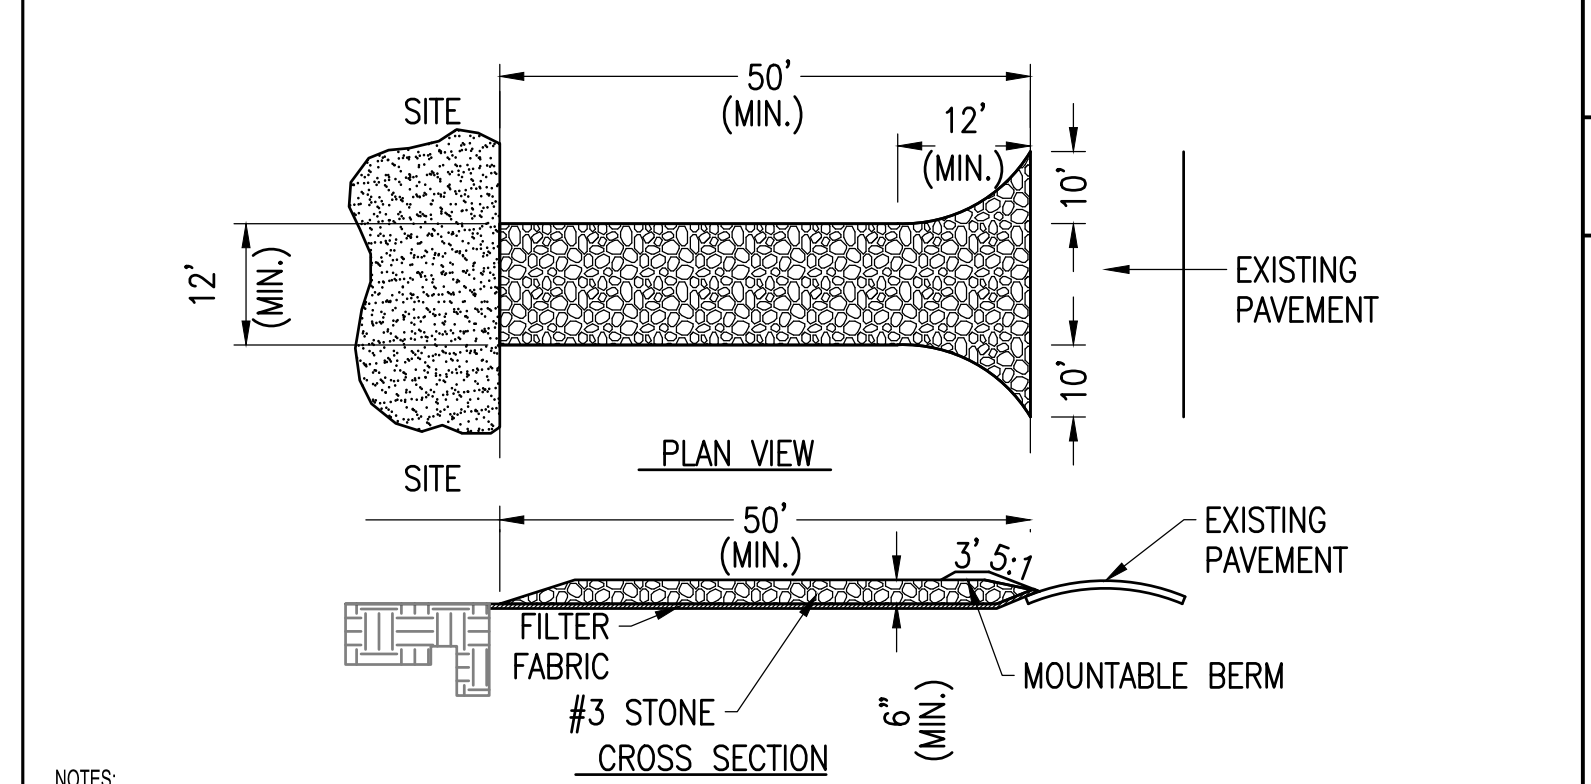 SITE
50'
(MIN.)
12'
(MIN.)
10'
12'
(MIN.)
EXISTING
PAVEMENT
10'
PLAN VIEW
SITE
50'
(MIN.)
3' 5:1
EXISTING
PAVEMENT
FILTER
FABRIC
MOUNTABLE BERM
#3 STONE
6"
(MIN.)
CROSS SECTION
NOTES: